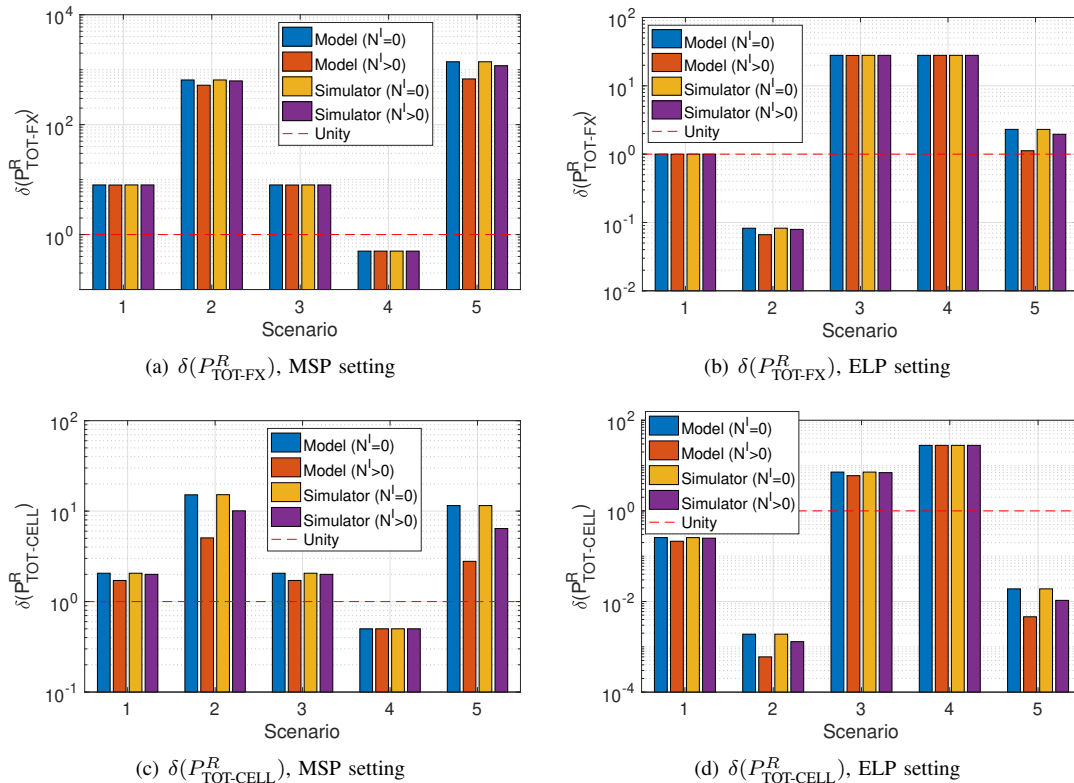 10^4
10^2
10^0
δ(P^R_TOT-FX)
Model (N^I=0)
Model (N^I>0)
Simulator (N^I=0)
Simulator (N^I>0)
Unity
1 2 3 4 5
Scenario
(a) δ(P^R_TOT-FX), MSP setting
10^2
10^1
10^0
10^-1
10^-2
δ(P^R_TOT-FX)
Model (N^I=0)
Model (N^I>0)
Simulator (N^I=0)
Simulator (N^I>0)
Unity
1 2 3 4 5
Scenario
(b) δ(P^R_TOT-FX), ELP setting
10^2
10^1
10^0
10^-1
δ(P^R_TOT-CELL)
Model (N^I=0)
Model (N^I>0)
Simulator (N^I=0)
Simulator (N^I>0)
Unity
1 2 3 4 5
Scenario
(c) δ(P^R_TOT-CELL), MSP setting
10^2
10^0
10^-2
10^-4
δ(P^R_TOT-CELL)
Model (N^I=0)
Model (N^I>0)
Simulator (N^I=0)
Simulator (N^I>0)
Unity
1 2 3 4 5
Scenario
(d) δ(P^R_TOT-CELL), ELP setting